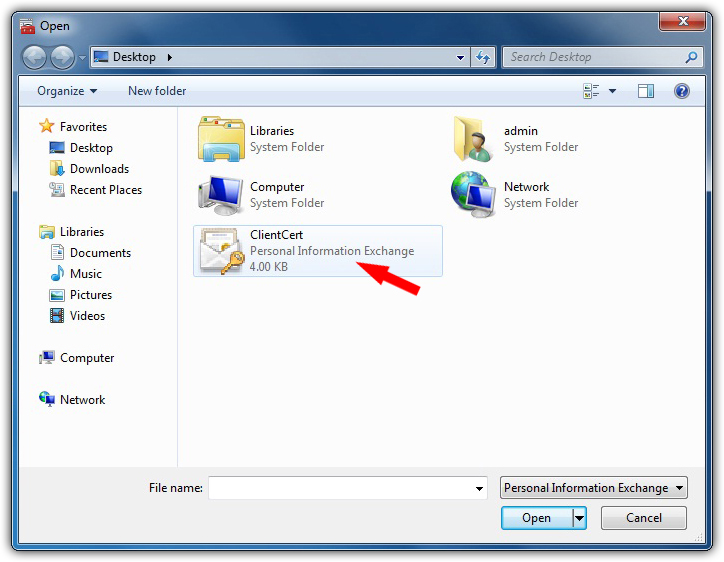 Open
Desktop
Search Desktop
Organize
New folder
Favorites
Desktop
Downloads
Recent Places
Libraries
Documents
Music
Pictures
Videos
Computer
Network
Libraries
System Folder
admin
System Folder
Computer
System Folder
Network
System Folder
ClientCert
Personal Information Exchange
4.00 KB
File name:
Personal Information Exchange
Open
Cancel